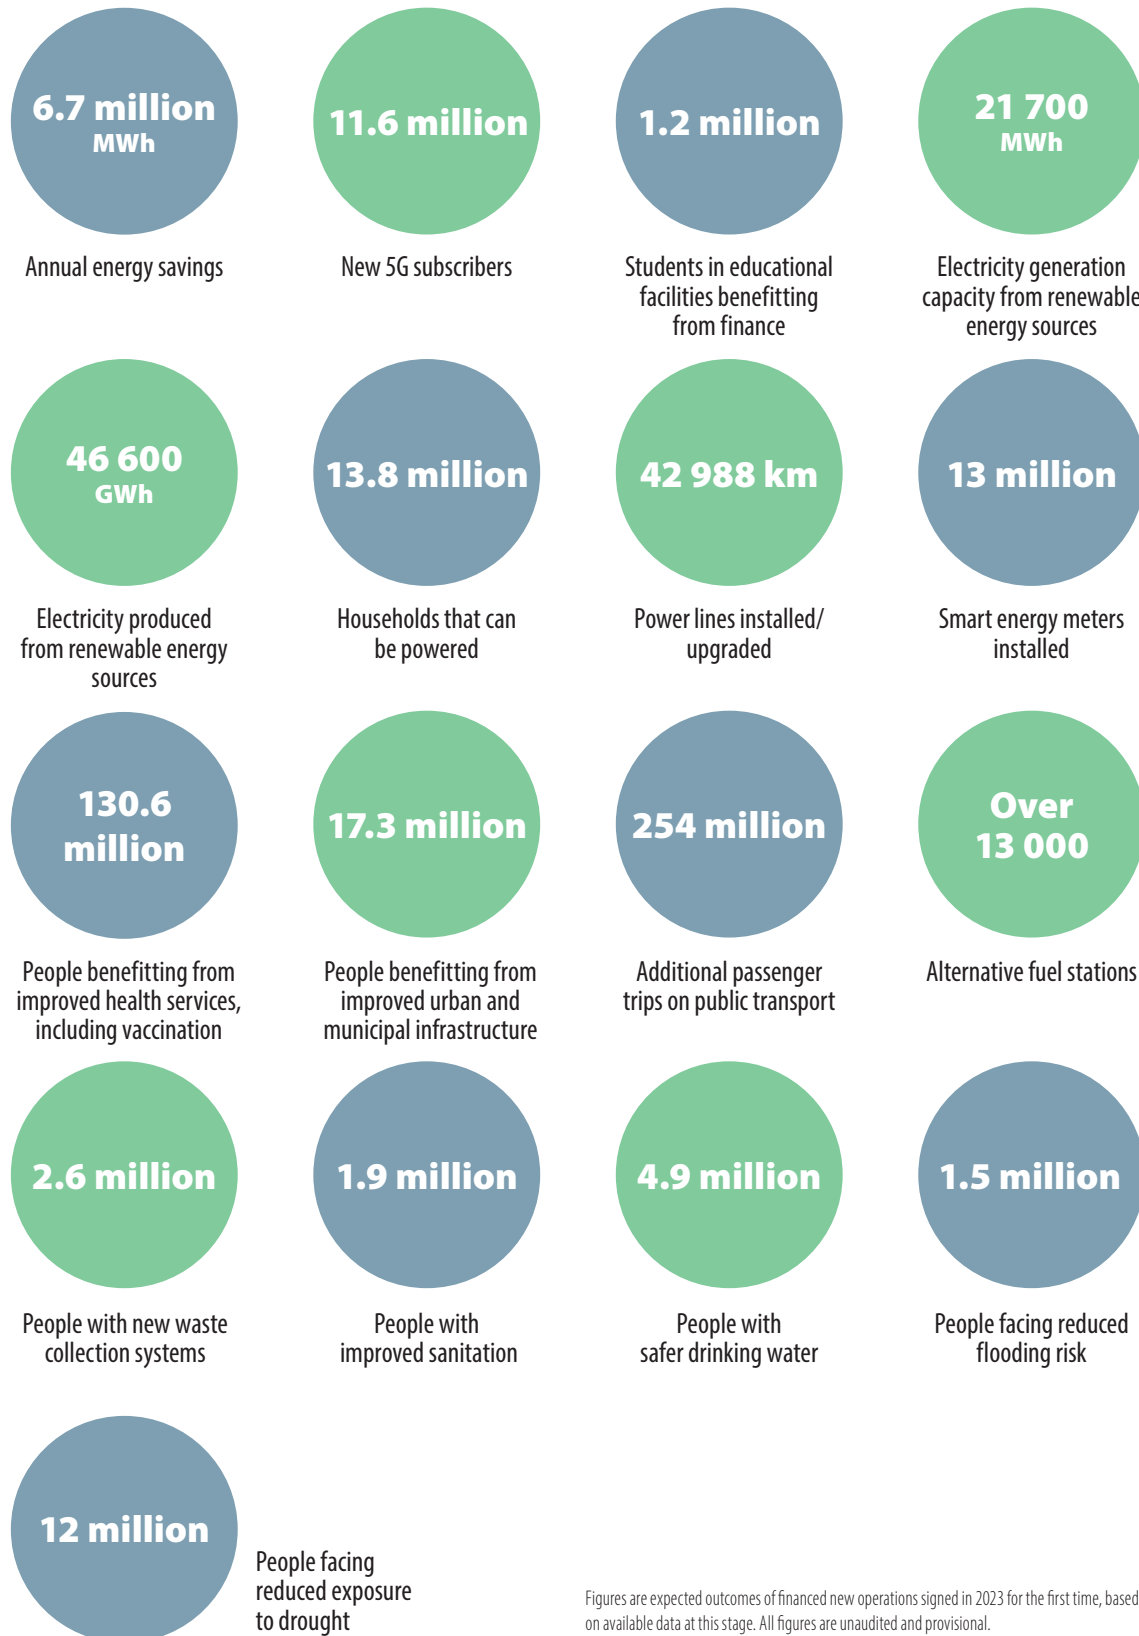 6.7 million
MWh
Annual energy savings
11.6 million
New 5G subscribers
1.2 million
Students in educational
facilities benefitting
from finance
21 700
MWh
Electricity generation
capacity from renewable
energy sources
46 600
GWh
Electricity produced
from renewable energy
sources
13.8 million
Households that can
be powered
42 988 km
Power lines installed/
upgraded
13 million
Smart energy meters
installed
130.6
million
People benefitting from
improved health services,
including vaccination
17.3 million
People benefitting from
improved urban and
municipal infrastructure
254 million
Additional passenger
trips on public transport
Over
13 000
Alternative fuel stations
2.6 million
People with new waste
collection systems
1.9 million
People with
improved sanitation
4.9 million
People with
safer drinking water
1.5 million
People facing reduced
flooding risk
12 million
People facing
reduced exposure
to drought
Figures are expected outcomes of financed new operations signed in 2023 for the first time, based
on available data at this stage. All figures are unaudited and provisional.